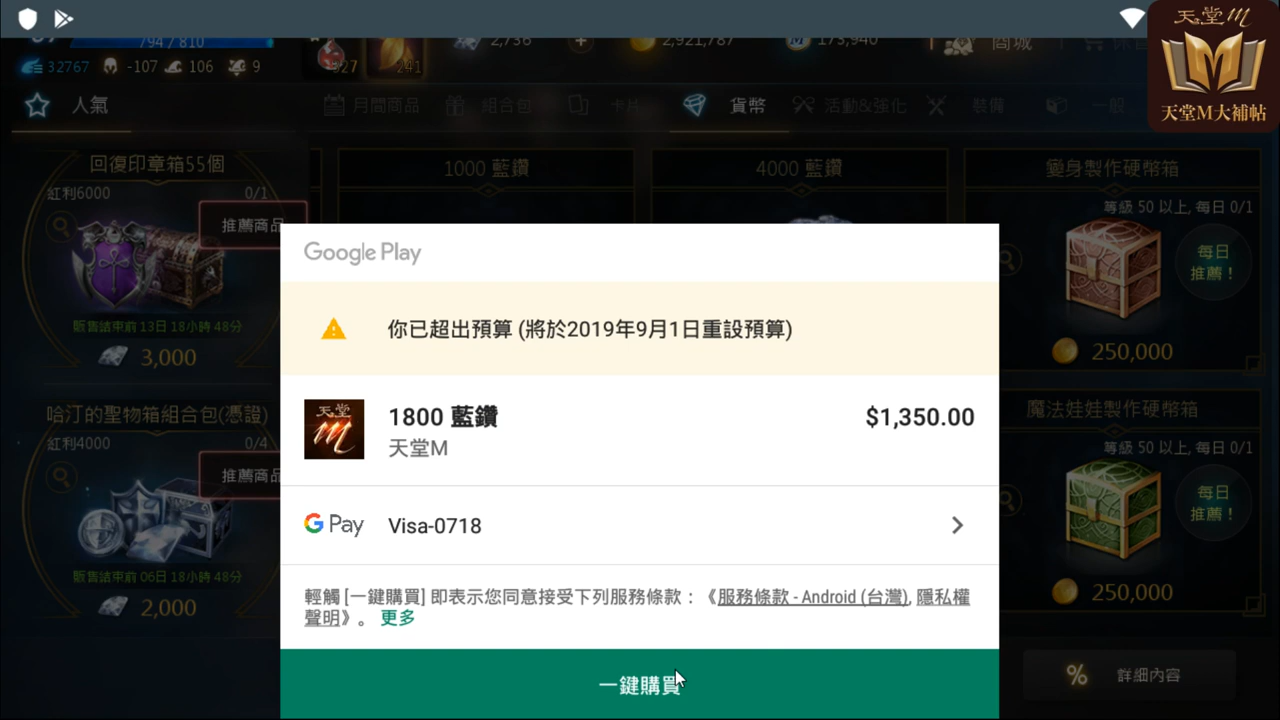 794 / 810
32767 -107 106 9
327
241
2,736
2,921,787
173,940
商城
天堂M
天堂M大補帖
人氣
月間商品
組合包
卡片
貨幣
活動&強化
裝備
一般
回復印章箱55個
紅利6000 0/1
推薦商品
販售結束前 13日 18小時 48分
3,000
1000 藍鑽
4000 藍鑽
變身製作硬幣箱
等級 50 以上, 每日 0/1
每日
推薦！
250,000
Google Play
你已超出預算 (將於2019年9月1日重設預算)
天堂M
1800 藍鑽 $1,350.00
天堂M
G Pay Visa-0718
輕觸 [一鍵購買] 即表示您同意接受下列服務條款：《服務條款 - Android (台灣), 隱私權
聲明》。 更多
一鍵購買
哈汀的聖物箱組合包(憑證)
紅利4000 0/4
推薦商品
販售結束前 06日 18小時 48分
2,000
魔法娃娃製作硬幣箱
等級 50 以上, 每日 0/1
每日
推薦！
250,000
% 詳細內容